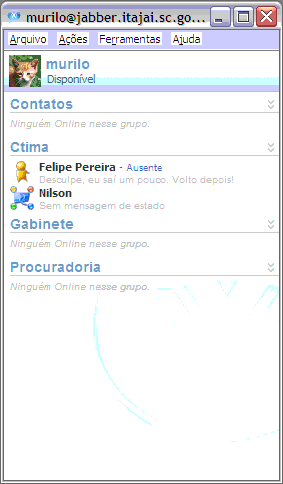 murilo@jabber.itajai.sc.go...
Arquivo Ações Ferramentas Ajuda
murilo
Disponível
Contatos
Ninguém Online nesse grupo.
Ctima
Felipe Pereira - Ausente
Desculpe, eu saí um pouco. Volto depois!
Nilson
Sem mensagem de estado
Gabinete
Ninguém Online nesse grupo.
Procuradoria
Ninguém Online nesse grupo.